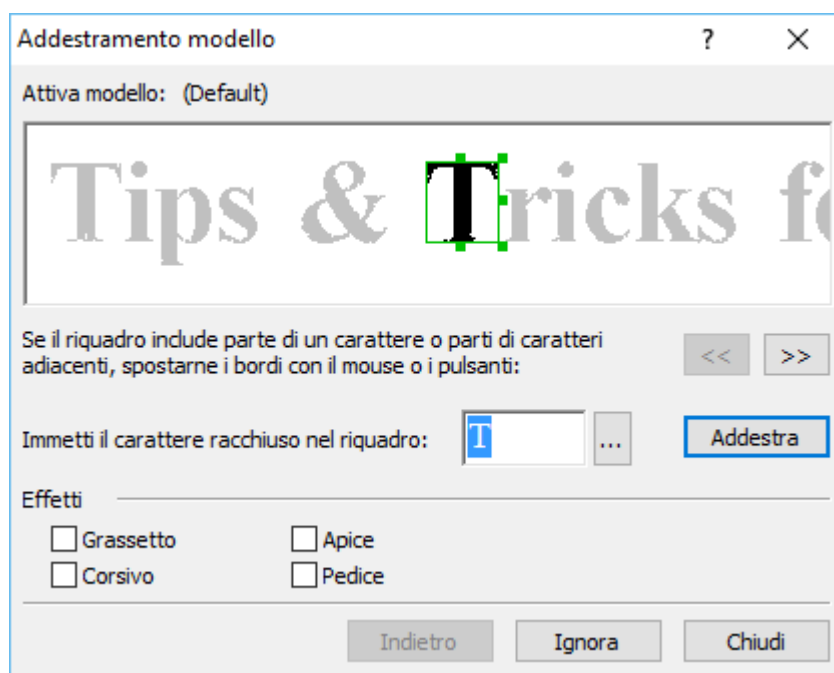 Addestramento modello ? X
Attiva modello: (Default)
Tips & Tricks fo
Se il riquadro include parte di un carattere o parti di caratteri
adiacenti, spostarne i bordi con il mouse o i pulsanti: << >>
Immetti il carattere racchiuso nel riquadro: T ... Addestra
Effetti
Grassetto Apice
Corsivo Pedice
Indietro Ignora Chiudi